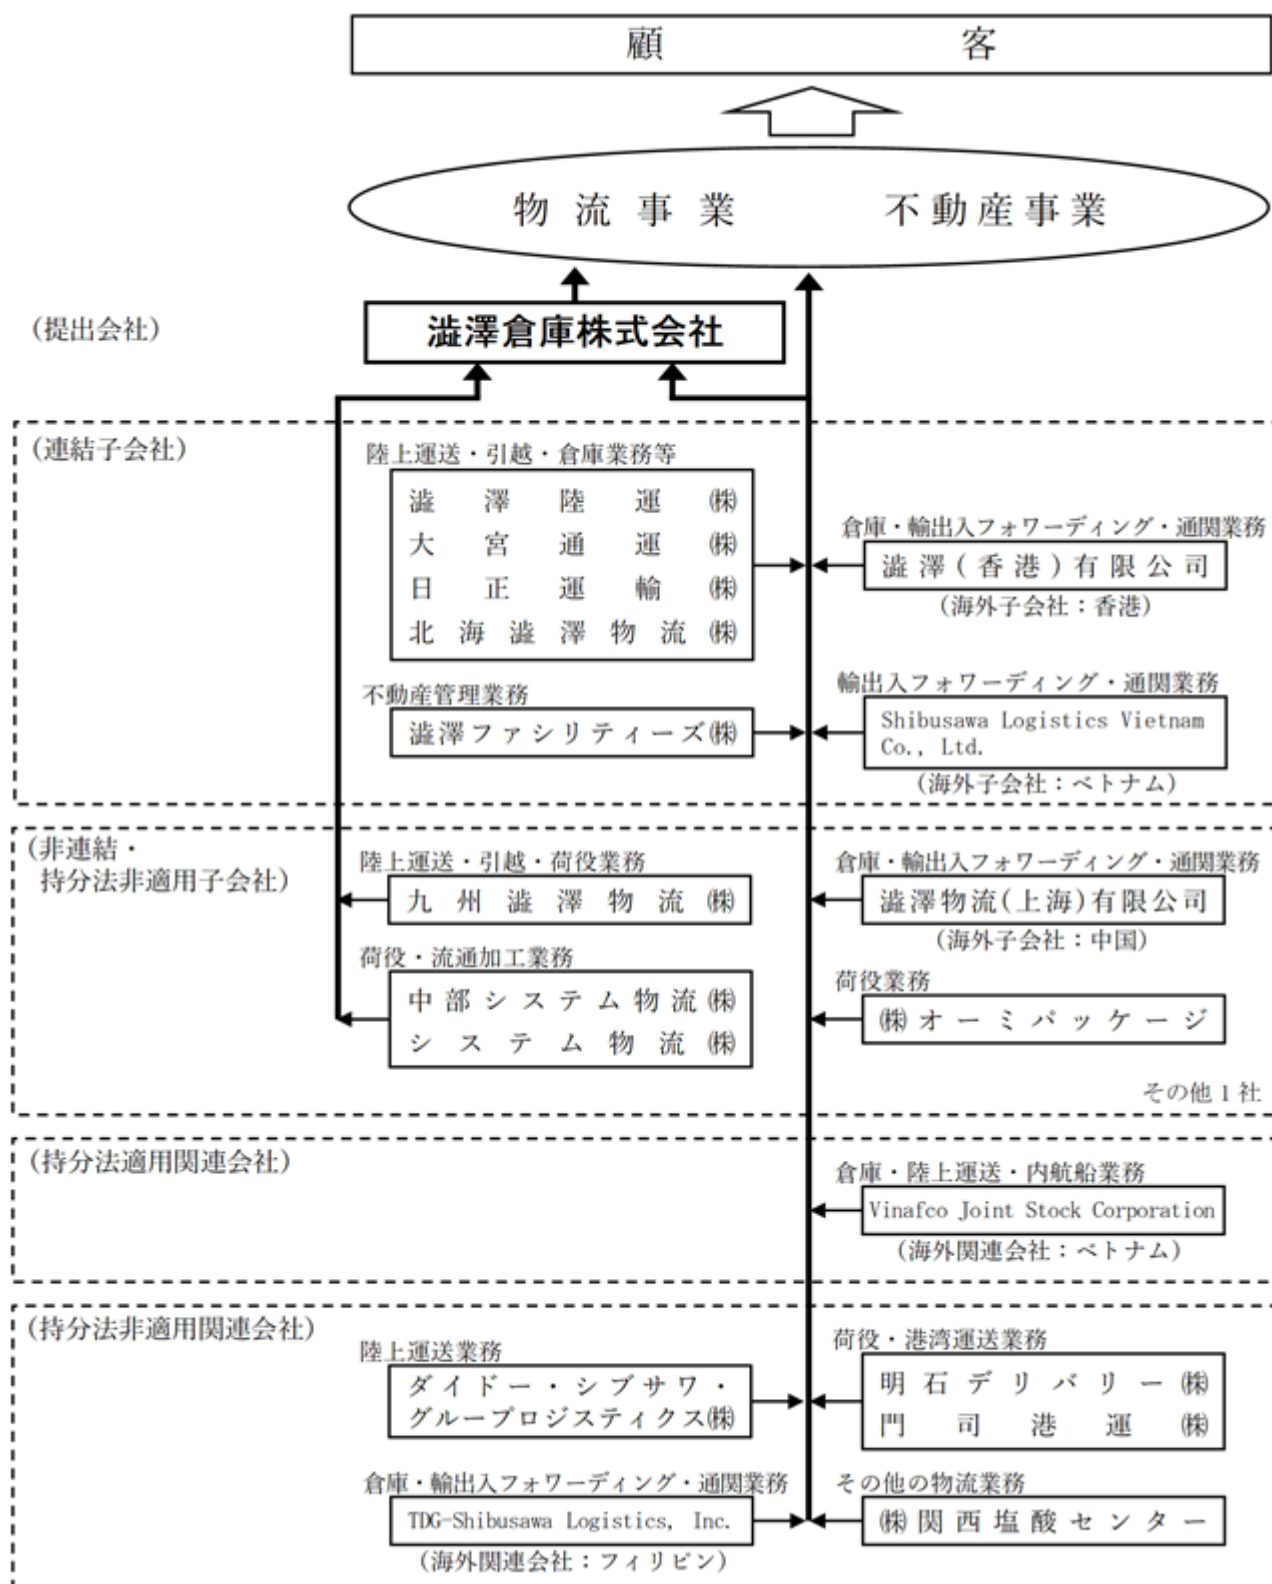 顧客
物流事業 不動産事業
(提出会社)
澁澤倉庫株式会社
(連結子会社)
陸上運送・引越・倉庫業務等
澁澤陸運㈱
大宮通運㈱
日正運輸㈱
北海澁澤物流㈱
倉庫・輸出入フォワーディング・通関業務
澁澤(香港)有限公司
(海外子会社:香港)
不動産管理業務
澁澤ファシリティーズ㈱
輸出入フォワーディング・通関業務
Shibusawa Logistics Vietnam
Co., Ltd.
(海外子会社:ベトナム)
(非連結・
持分法非適用子会社)
陸上運送・引越・荷役業務
九州澁澤物流㈱
倉庫・輸出入フォワーディング・通関業務
澁澤物流(上海)有限公司
(海外子会社:中国)
荷役・流通加工業務
中部システム物流㈱
システム物流㈱
荷役業務
㈱オーミパッケージ
その他1社
(持分法適用関連会社)
倉庫・陸上運送・内航船業務
Vinafco Joint Stock Corporation
(海外関連会社:ベトナム)
(持分法非適用関連会社)
陸上運送業務
ダイドー・シブサワ・
グループロジスティクス㈱
荷役・港湾運送業務
明石デリバリー㈱
門司港運㈱
倉庫・輸出入フォワーディング・通関業務
TDG-Shibusawa Logistics, Inc.
(海外関連会社:フィリピン)
その他の物流業務
㈱関西塩酸センター